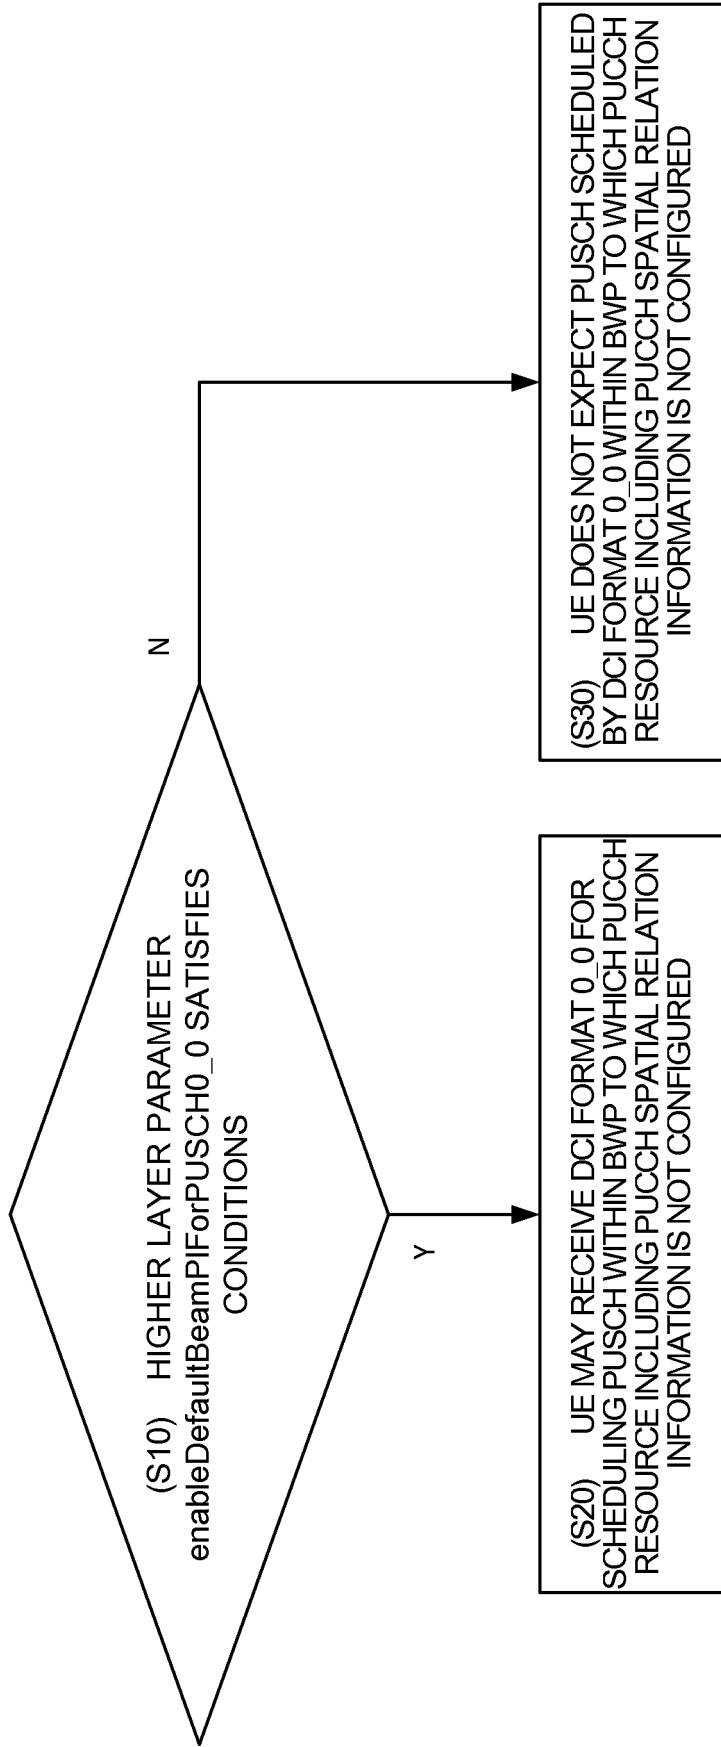 (S10) HIGHER LAYER PARAMETER
enableDefaultBeamPlForPUSCH0_0 SATISFIES
CONDITIONS
Y
N
(S20) UE MAY RECEIVE DCI FORMAT 0_0 FOR
SCHEDULING PUSCH WITHIN BWP TO WHICH PUCCH
RESOURCE INCLUDING PUCCH SPATIAL RELATION
INFORMATION IS NOT CONFIGURED
(S30) UE DOES NOT EXPECT PUSCH SCHEDULED
BY DCI FORMAT 0_0 WITHIN BWP TO WHICH PUCCH
RESOURCE INCLUDING PUCCH SPATIAL RELATION
INFORMATION IS NOT CONFIGURED